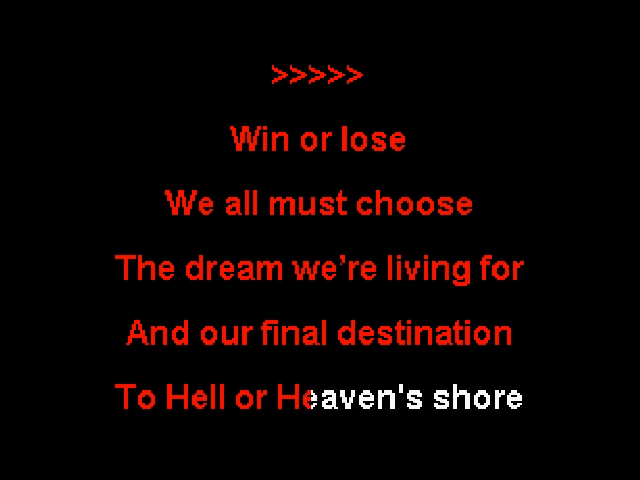 >>>>>
Win or lose
We all must choose
The dream we’re living for
And our final destination
To Hell or Heaven's shore